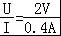 U/I = 2V/0.4A